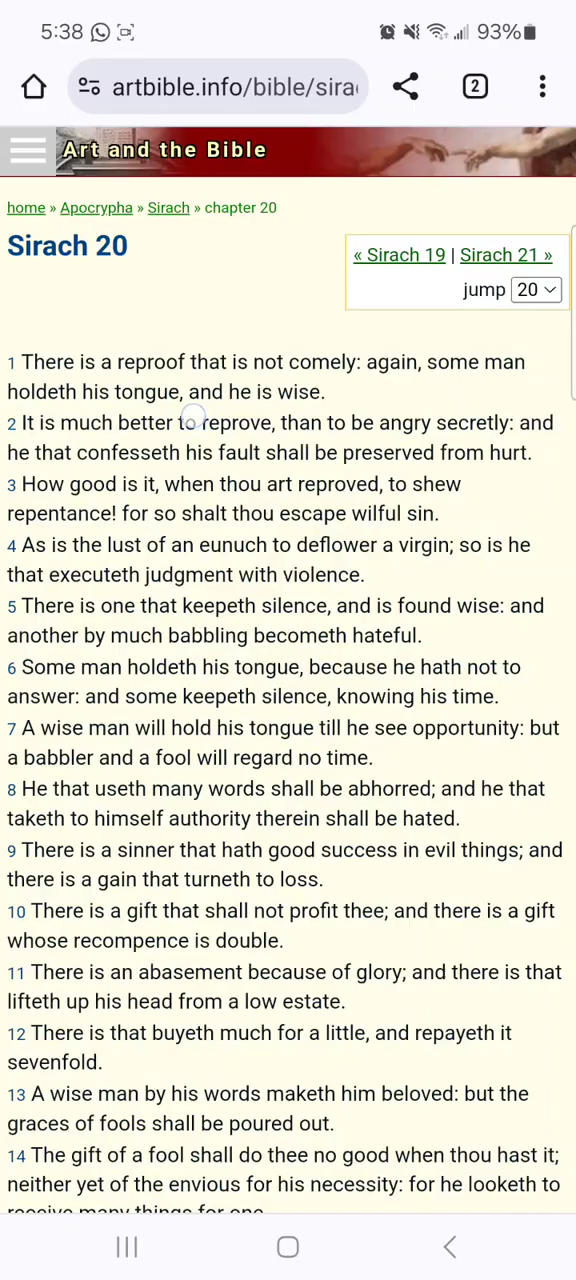 5:38 93%
artbible.info/bible/sira 2
Art and the Bible
home » Apocrypha » Sirach » chapter 20
Sirach 20
« Sirach 19 | Sirach 21 »
jump 20
1 There is a reproof that is not comely: again, some man
holdeth his tongue, and he is wise.
2 It is much better to reprove, than to be angry secretly: and
he that confesseth his fault shall be preserved from hurt.
3 How good is it, when thou art reproved, to shew
repentance! for so shalt thou escape wilful sin.
4 As is the lust of an eunuch to deflower a virgin; so is he
that executeth judgment with violence.
5 There is one that keepeth silence, and is found wise: and
another by much babbling becometh hateful.
6 Some man holdeth his tongue, because he hath not to
answer: and some keepeth silence, knowing his time.
7 A wise man will hold his tongue till he see opportunity: but
a babbler and a fool will regard no time.
8 He that useth many words shall be abhorred; and he that
taketh to himself authority therein shall be hated.
9 There is a sinner that hath good success in evil things; and
there is a gain that turneth to loss.
10 There is a gift that shall not profit thee; and there is a gift
whose recompence is double.
11 There is an abasement because of glory; and there is that
lifteth up his head from a low estate.
12 There is that buyeth much for a little, and repayeth it
sevenfold.
13 A wise man by his words maketh him beloved: but the
graces of fools shall be poured out.
14 The gift of a fool shall do thee no good when thou hast it;
neither yet of the envious for his necessity: for he looketh to
receive many things for one